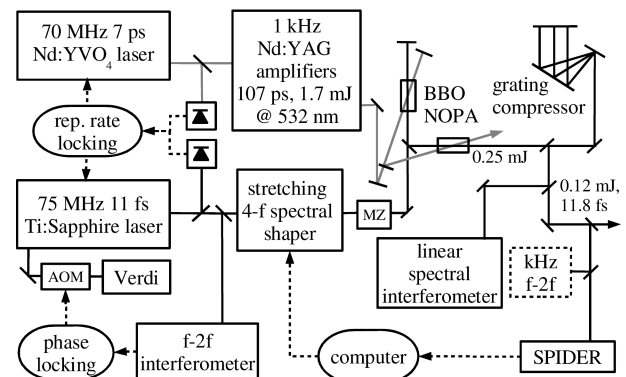 70 MHz 7 ps
Nd:YVO4 laser
1 kHz
Nd:YAG
amplifiers
107 ps, 1.7 mJ
@ 532 nm
BBO
NOPA
grating
compressor
rep. rate
locking
0.25 mJ
75 MHz 11 fs
Ti:Sapphire laser
stretching
4-f spectral
shaper
MZ
0.12 mJ,
11.8 fs
linear
spectral
interferometer
kHz
f-2f
AOM
Verdi
phase
locking
f-2f
interferometer
computer
SPIDER